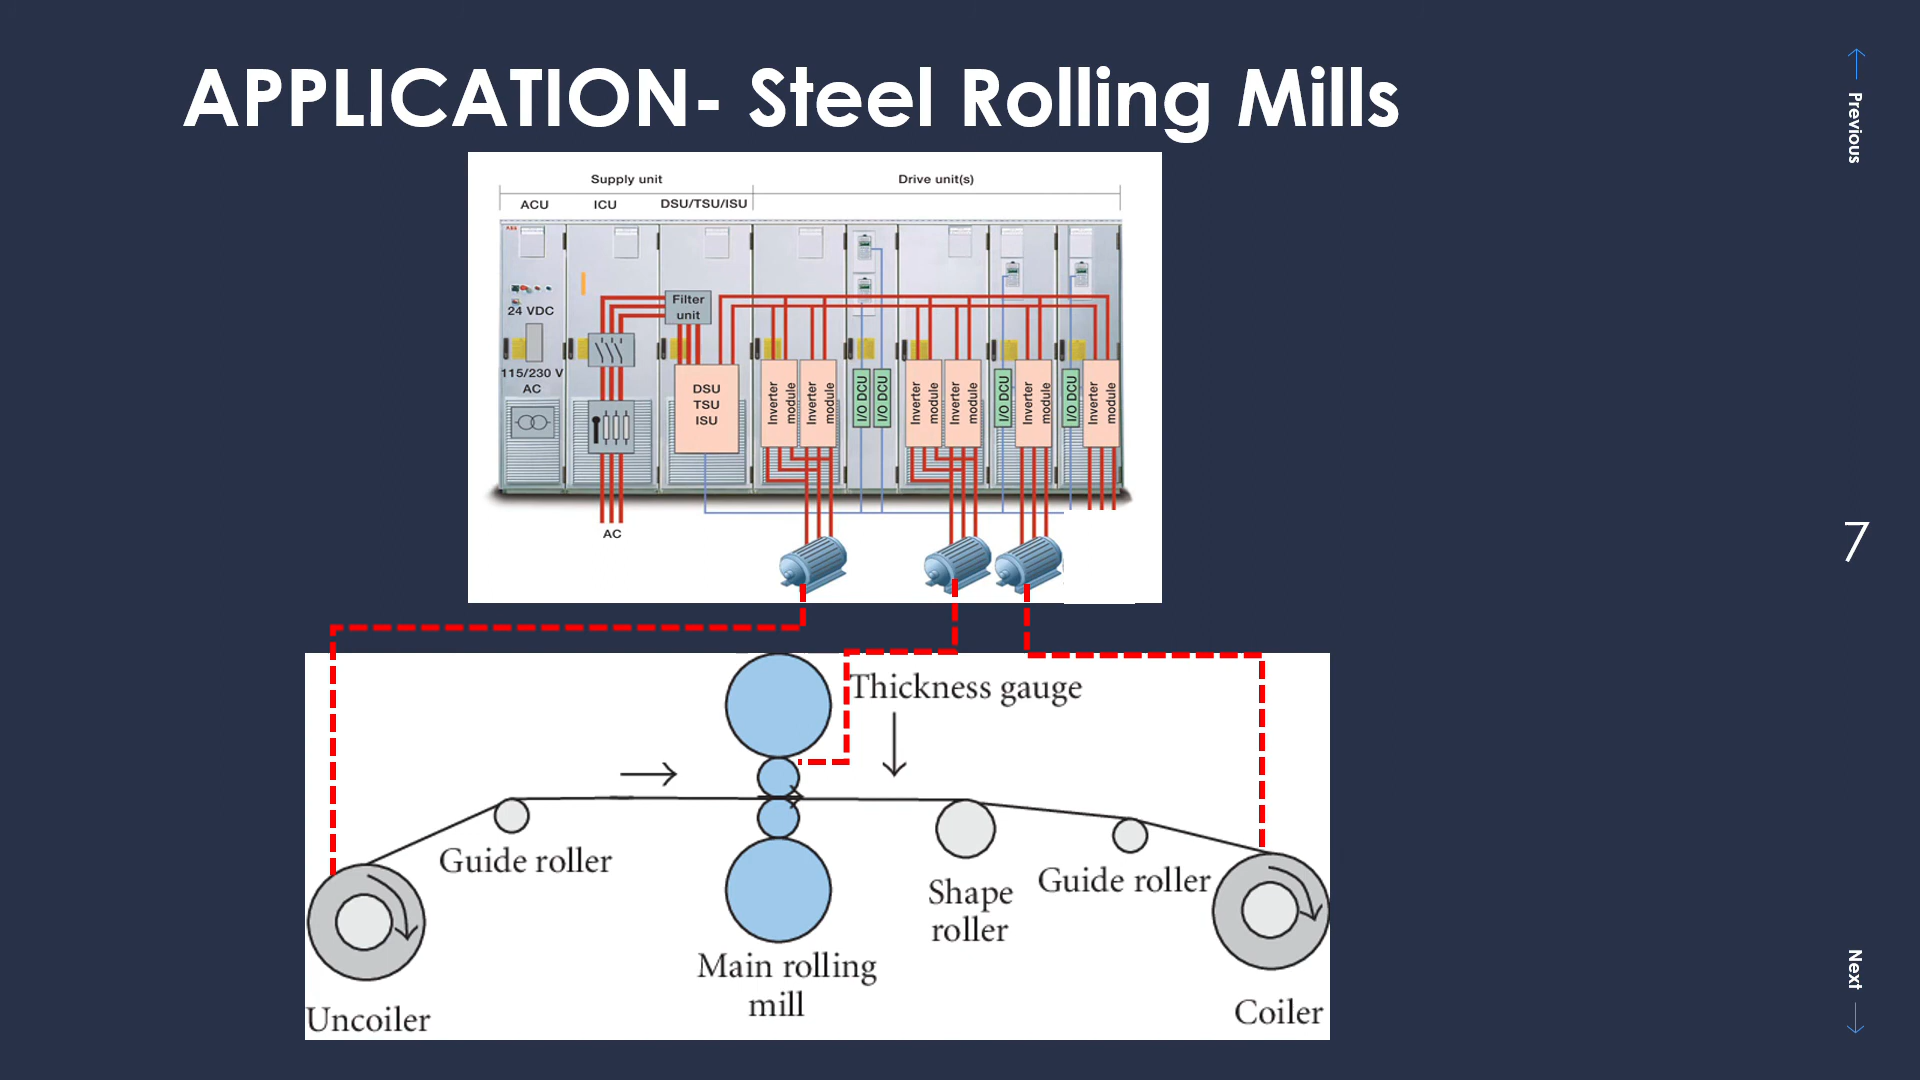 APPLICATION- Steel Rolling Mills
Previous
Supply unit
Drive unit(s)
ACU
ICU
DSU/TSU/ISU
ABB
24 VDC
115/230 V
AC
Filter
unit
DSU
TSU
ISU
Inverter
module
Inverter
module
I/O DCU
I/O DCU
Inverter
module
Inverter
module
I/O DCU
Inverter
module
I/O DCU
Inverter
module
AC
7
Thickness gauge
Guide roller
Shape
roller
Guide roller
Main rolling
mill
Uncoiler
Coiler
Next